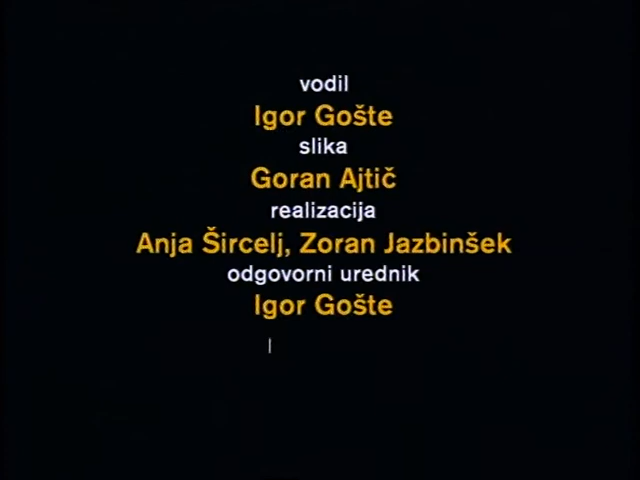 vodil
Igor Gošte
slika
Goran Ajtič
realizacija
Anja Šircelj, Zoran Jazbinšek
odgovorni urednik
Igor Gošte